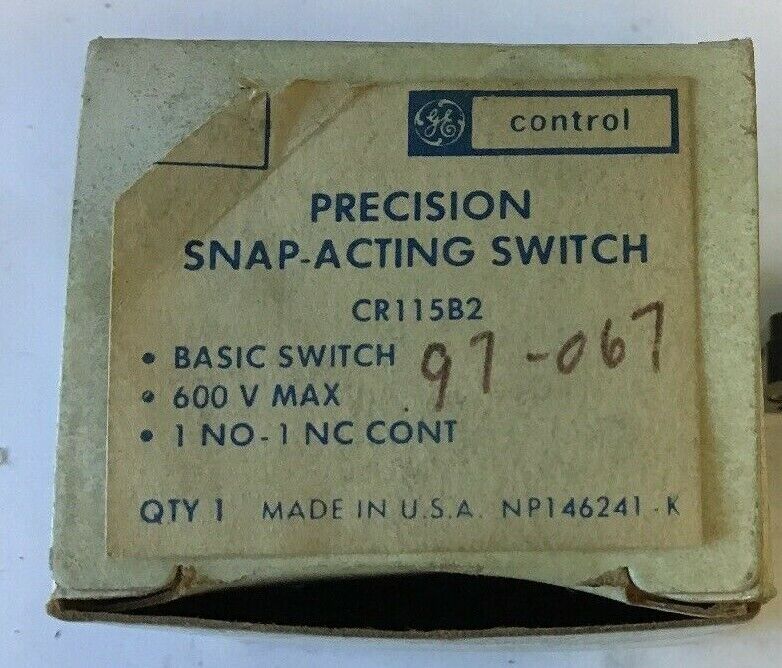 GE control
PRECISION
SNAP-ACTING SWITCH
CR115B2
• BASIC SWITCH
97-067
• 600 V MAX
• 1 NO-1 NC CONT
QTY 1 MADE IN U.S.A. NP146241-K